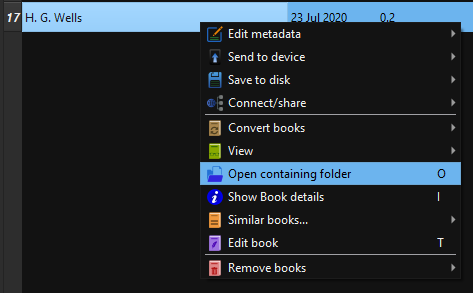 17 H. G. Wells 23 Jul 2020 0.2
Edit metadata
Send to device
Save to disk
Connect/share
Convert books
View
Open containing folder O
Show Book details I
Similar books...
Edit book T
Remove books